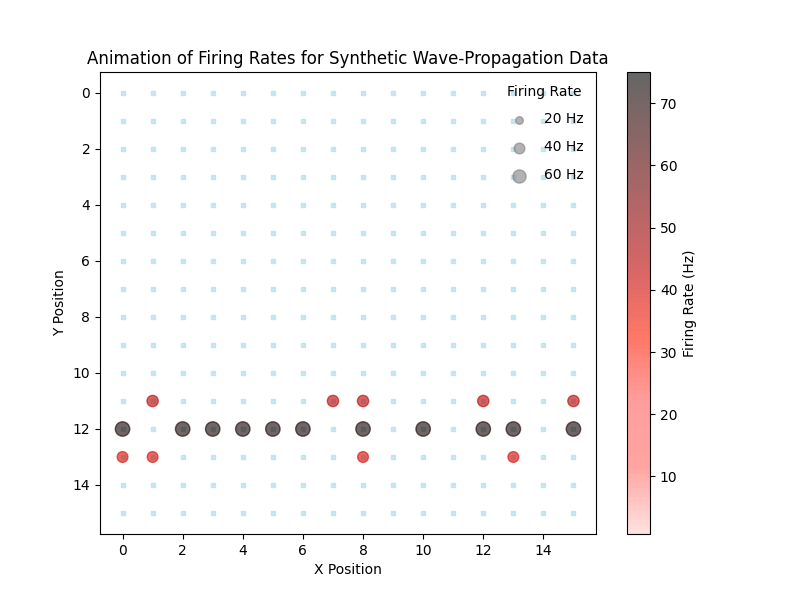 Animation of Firing Rates for Synthetic Wave-Propagation Data
Firing Rate
20 Hz
40 Hz
60 Hz
0
2
4
6
8
10
12
14
Y Position
0 2 4 6 8 10 12 14
X Position
70
60
50
40
30
20
10
Firing Rate (Hz)